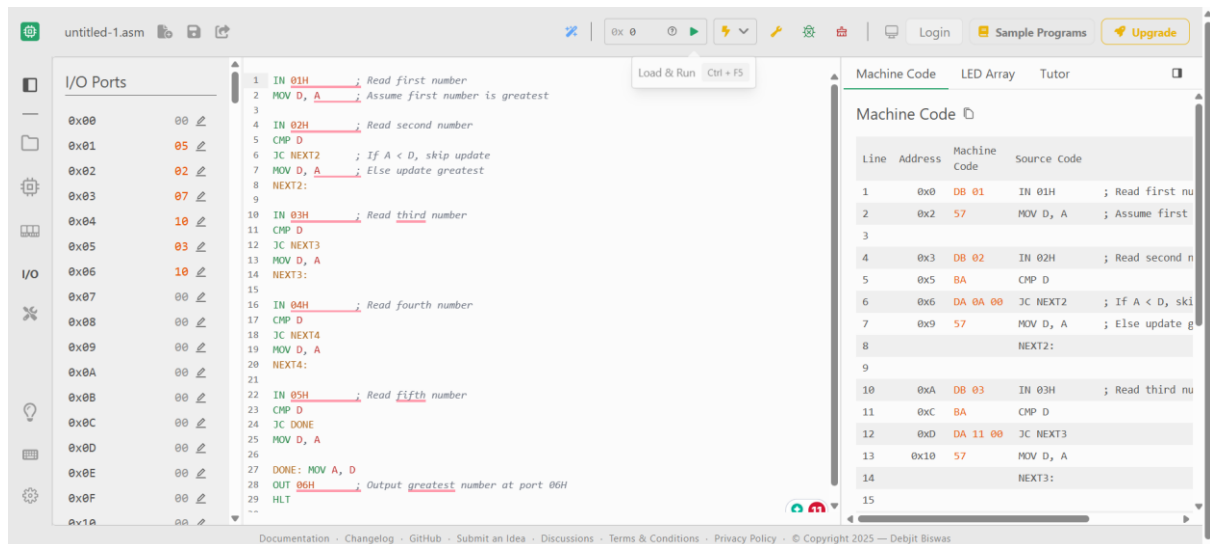 untitled-1.asm
0x 0
Login
Sample Programs
Upgrade
Load & Run Ctrl + F5
I/O Ports
0x00 00
0x01 05
0x02 02
0x03 07
0x04 10
0x05 03
0x06 10
0x07 00
0x08 00
0x09 00
0x0A 00
0x0B 00
0x0C 00
0x0D 00
0x0E 00
0x0F 00
0x10 00
I/O
1 IN 01H ; Read first number
2 MOV D, A ; Assume first number is greatest
3
4 IN 02H ; Read second number
5 CMP D
6 JC NEXT2 ; If A < D, skip update
7 MOV D, A ; Else update greatest
8 NEXT2:
9
10 IN 03H ; Read third number
11 CMP D
12 JC NEXT3
13 MOV D, A
14 NEXT3:
15
16 IN 04H ; Read fourth number
17 CMP D
18 JC NEXT4
19 MOV D, A
20 NEXT4:
21
22 IN 05H ; Read fifth number
23 CMP D
24 JC DONE
25 MOV D, A
26
27 DONE: MOV A, D
28 OUT 06H ; Output greatest number at port 06H
29 HLT
11
Machine Code LED Array Tutor
Machine Code
Line Address Machine Code Source Code
1 0x0 DB 01 IN 01H ; Read first nu
2 0x2 57 MOV D, A ; Assume first
3
4 0x3 DB 02 IN 02H ; Read second n
5 0x5 BA CMP D
6 0x6 DA 0A 00 JC NEXT2 ; If A < D, ski
7 0x9 57 MOV D, A ; Else update g
8 NEXT2:
9
10 0xA DB 03 IN 03H ; Read third nu
11 0xC BA CMP D
12 0xD DA 11 00 JC NEXT3
13 0x10 57 MOV D, A
14 NEXT3:
15
Documentation - Changelog - GitHub - Submit an Idea - Discussions - Terms & Conditions - Privacy Policy - © Copyright 2025 — Debjit Biswas